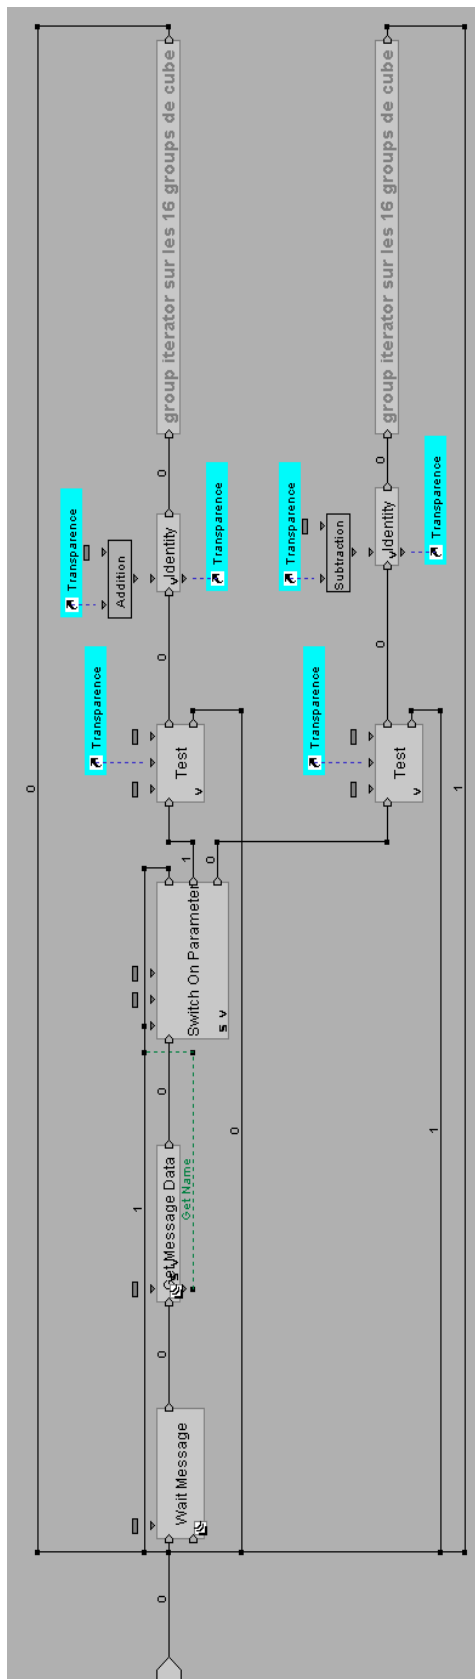 0
0
Wait Message
0
1
Get Message Data
Get Name
0
Switch On Parameter
s v
1
0
Transparence
Test
v
0
0
Transparence
Addition
Identity
v
Transparence
0
group iterator sur les 16 groups de cube
Transparence
Test
v
1
0
Transparence
Subtraction
Identity
v
Transparence
0
group iterator sur les 16 groups de cube
1